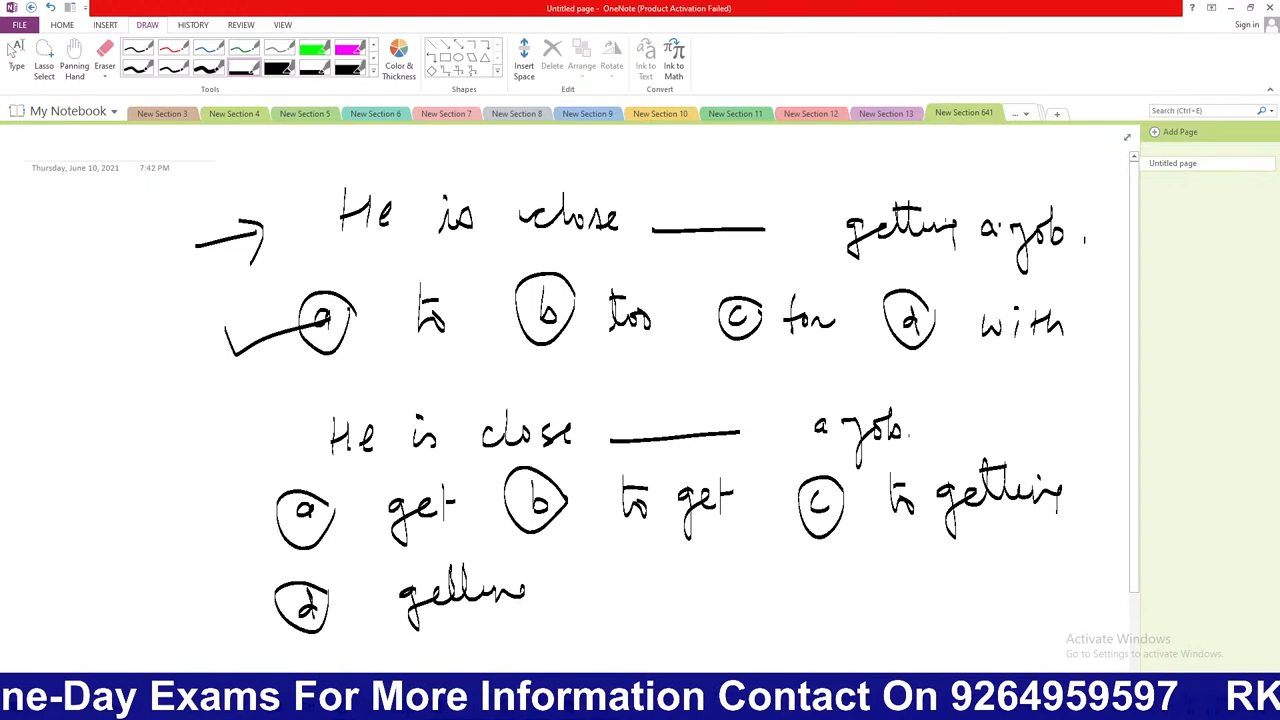 Untitled page - OneNote (Product Activation Failed)
Sign in
FILE HOME INSERT DRAW HISTORY REVIEW VIEW
Type Lasso Select Panning Hand Eraser Color & Thickness Insert Space Delete Arrange Rotate Ink to Text Ink to Math
Tools Shapes Edit Convert
My Notebook New Section 3 New Section 4 New Section 5 New Section 6 New Section 7 New Section 8 New Section 9 New Section 10 New Section 11 New Section 12 New Section 13 New Section 641 ... Search (Ctrl+E)
Add Page
Untitled page
Thursday, June 10, 2021 7:42 PM
He is close ____ getting a job.
a to b too c for d with
He is close ____ a job.
a get b to get c to getting
d getting
Activate Windows
Go to Settings to activate Windows.
ne-Day Exams For More Information Contact On 9264959597 RK